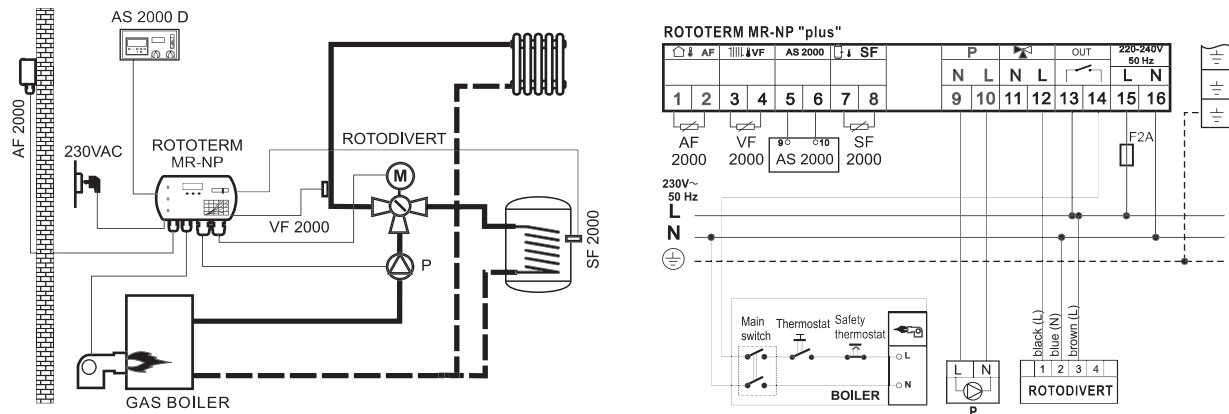 AS 2000 D
AF 2000
230VAC
ROTOTERM
MR-NP
ROTODIVERT
M
VF 2000
P
SF 2000
GAS BOILER
ROTOTERM MR-NP "plus"
AF VF AS 2000 SF P OUT 220-240V
50 Hz
N L N L L N
1 2 3 4 5 6 7 8 9 10 11 12 13 14 15 16
AF
2000
VF
2000
9 10
AS 2000
SF
2000
F2A
230V~
50 Hz
L
N
Main
switch
Thermostat
Safety
thermostat
L
N
BOILER
L N
P
black (L)
blue (N)
brown (L)
1 2 3 4
ROTODIVERT